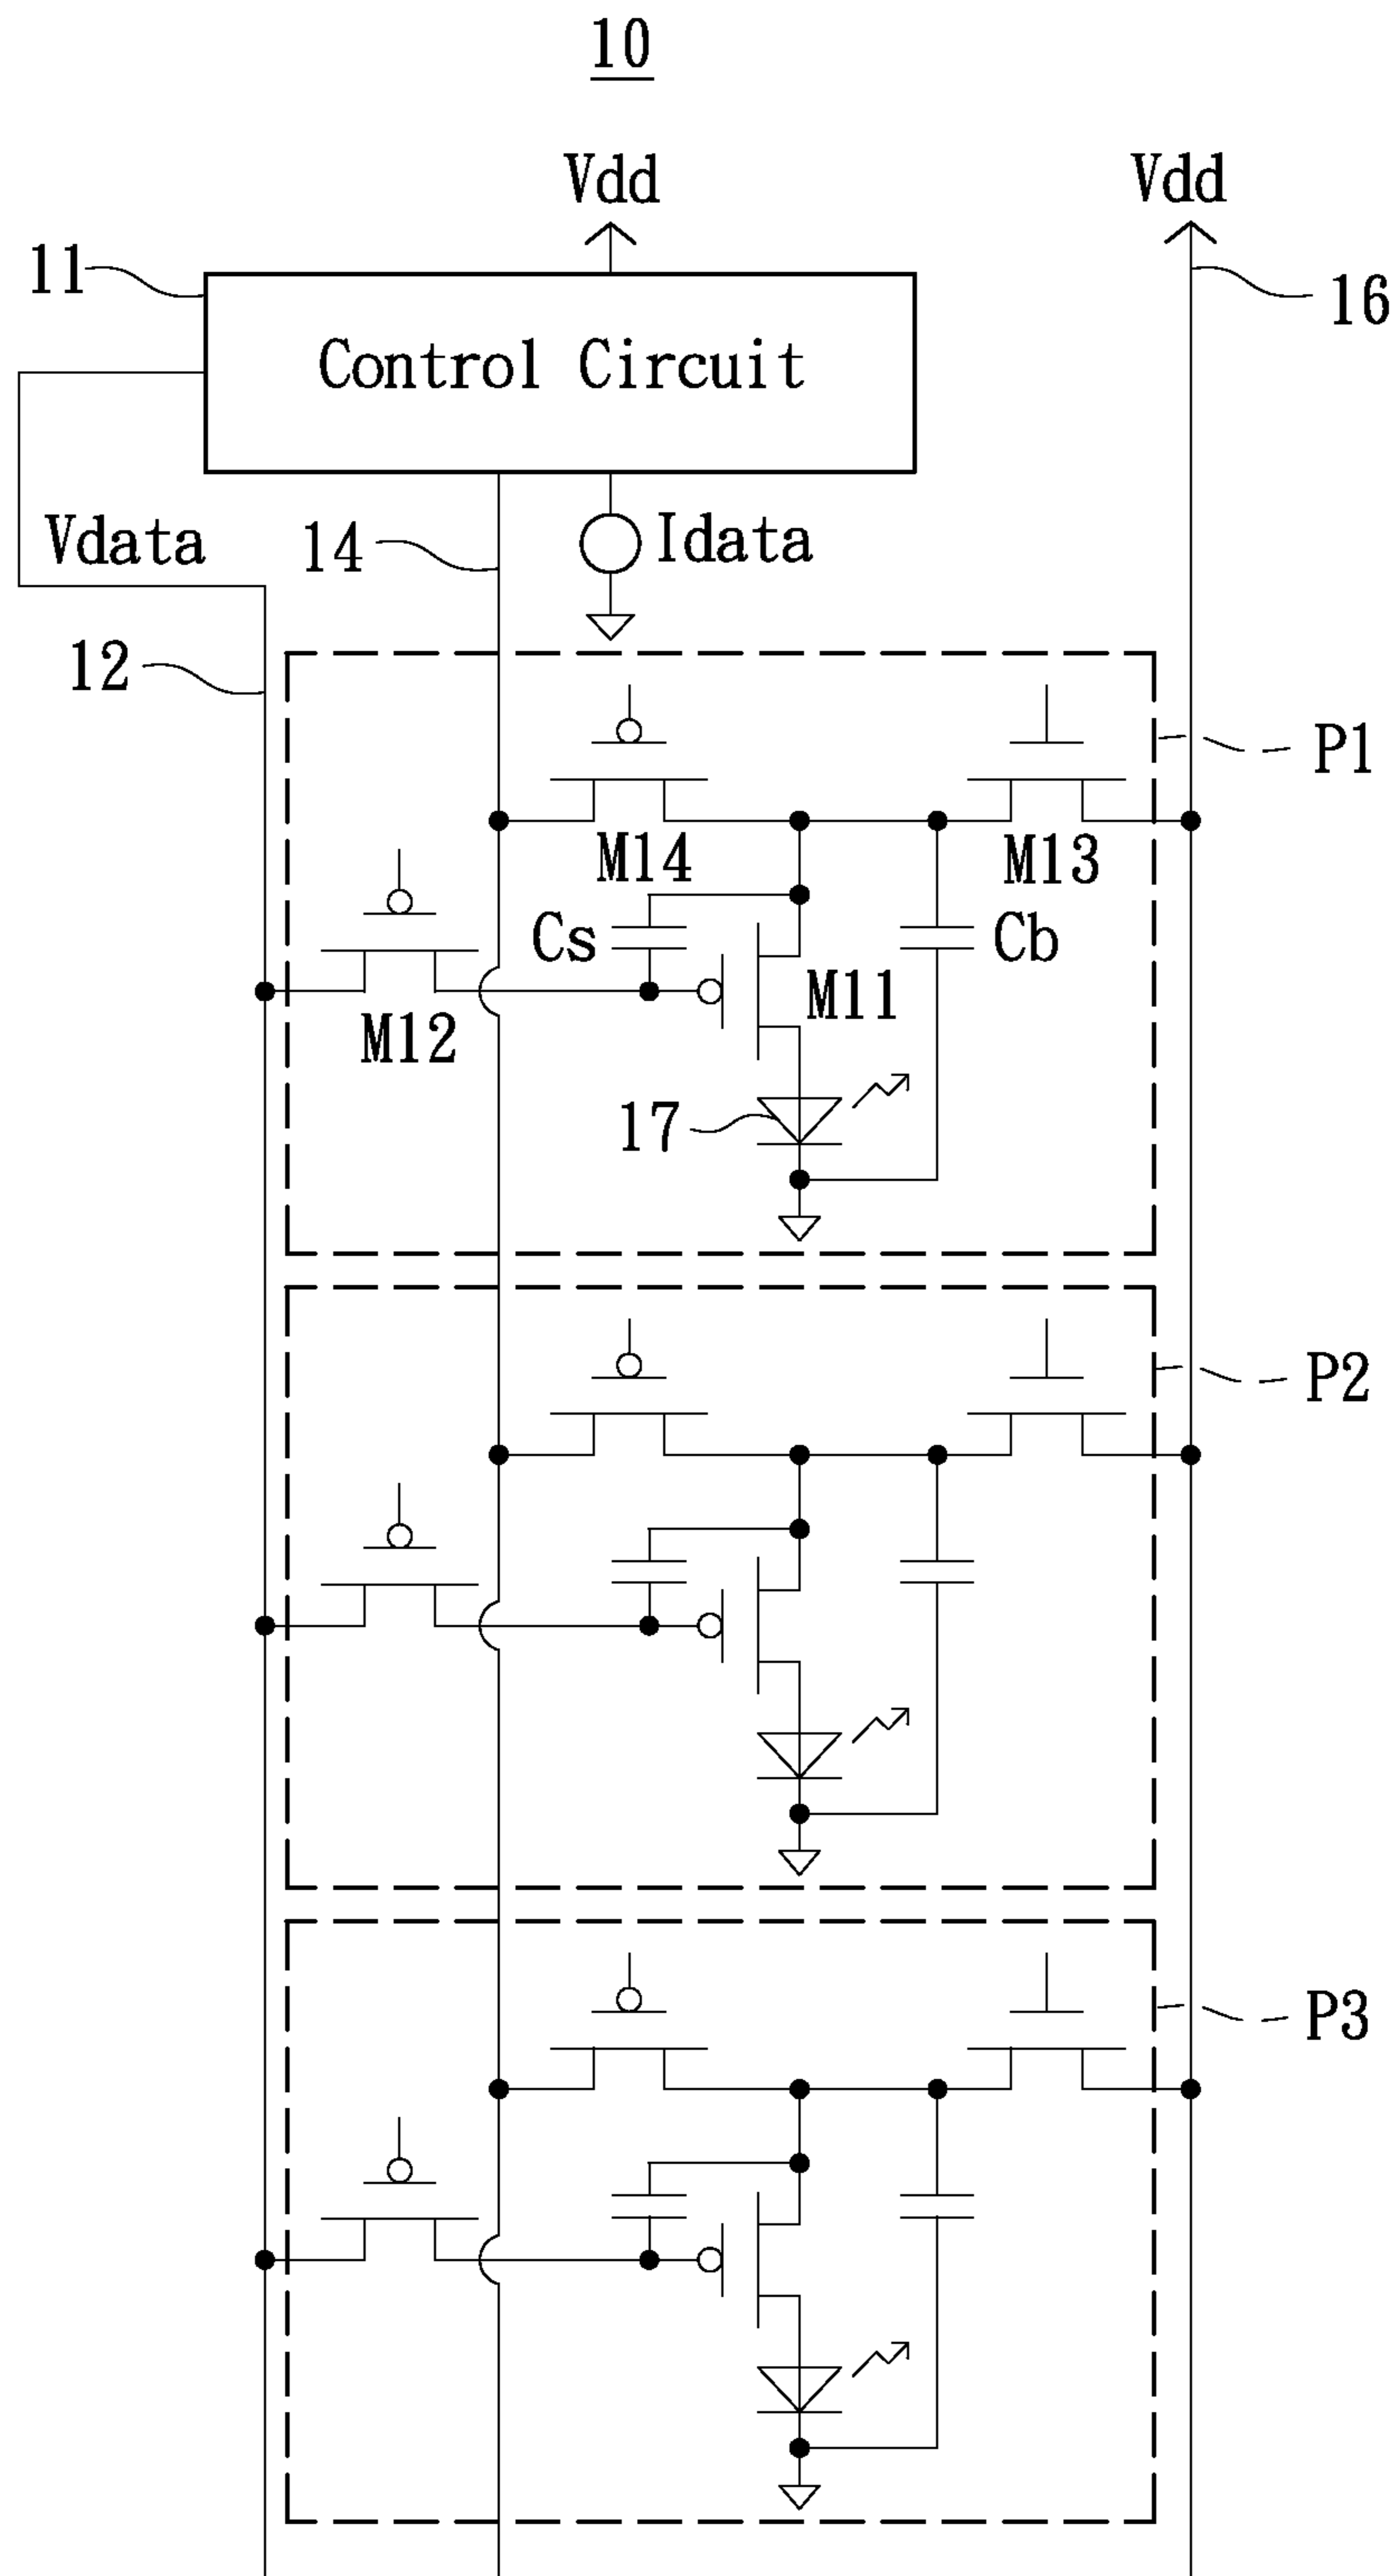 10
Vdd
Vdd
11
16
Control Circuit
Vdata
14
Idata
12
P1
M14
M13
Cs
Cb
M11
M12
17
P2
P3